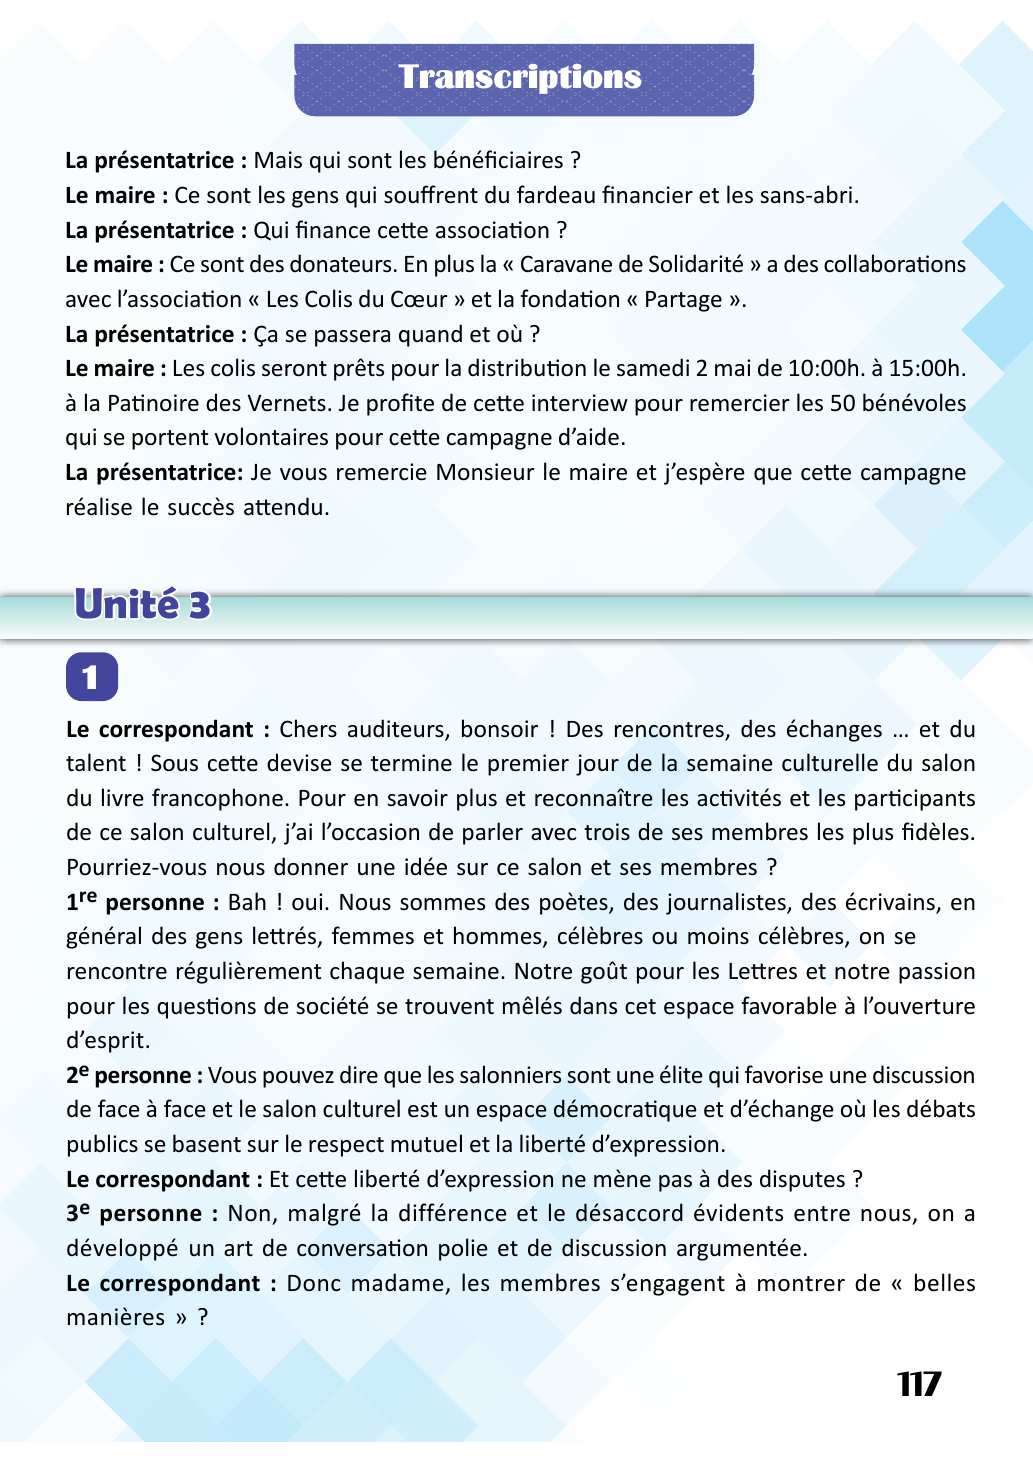 Transcriptions
La présentatrice : Mais qui sont les bénéficiaires ?
Le maire : Ce sont les gens qui souffrent du fardeau financier et les sans-abri.
La présentatrice : Qui finance cette association ?
Le maire : Ce sont des donateurs. En plus la « Caravane de Solidarité » a des collaborations
avec l’association « Les Colis du Cœur » et la fondation « Partage ».
La présentatrice : Ça se passera quand et où ?
Le maire : Les colis seront prêts pour la distribution le samedi 2 mai de 10:00h. à 15:00h.
à la Patinoire des Vernets. Je profite de cette interview pour remercier les 50 bénévoles
qui se portent volontaires pour cette campagne d’aide.
La présentatrice: Je vous remercie Monsieur le maire et j’espère que cette campagne
réalise le succès attendu.
Unité 3
1
Le correspondant : Chers auditeurs, bonsoir ! Des rencontres, des échanges ... et du
talent ! Sous cette devise se termine le premier jour de la semaine culturelle du salon
du livre francophone. Pour en savoir plus et reconnaître les activités et les participants
de ce salon culturel, j’ai l’occasion de parler avec trois de ses membres les plus fidèles.
Pourriez-vous nous donner une idée sur ce salon et ses membres ?
1re personne : Bah ! oui. Nous sommes des poètes, des journalistes, des écrivains, en
général des gens lettrés, femmes et hommes, célèbres ou moins célèbres, on se
rencontre régulièrement chaque semaine. Notre goût pour les Lettres et notre passion
pour les questions de société se trouvent mêlés dans cet espace favorable à l’ouverture
d’esprit.
2e personne : Vous pouvez dire que les salonniers sont une élite qui favorise une discussion
de face à face et le salon culturel est un espace démocratique et d’échange où les débats
publics se basent sur le respect mutuel et la liberté d’expression.
Le correspondant : Et cette liberté d’expression ne mène pas à des disputes ?
3e personne : Non, malgré la différence et le désaccord évidents entre nous, on a
développé un art de conversation polie et de discussion argumentée.
Le correspondant : Donc madame, les membres s’engagent à montrer de « belles
manières » ?
117